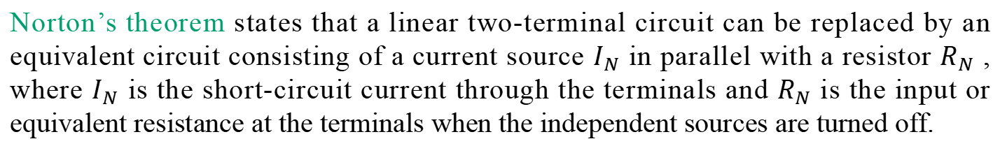 Norton’s theorem states that a linear two-terminal circuit can be replaced by an
equivalent circuit consisting of a current source I_N in parallel with a resistor R_N ,
where I_N is the short-circuit current through the terminals and R_N is the input or
equivalent resistance at the terminals when the independent sources are turned off.